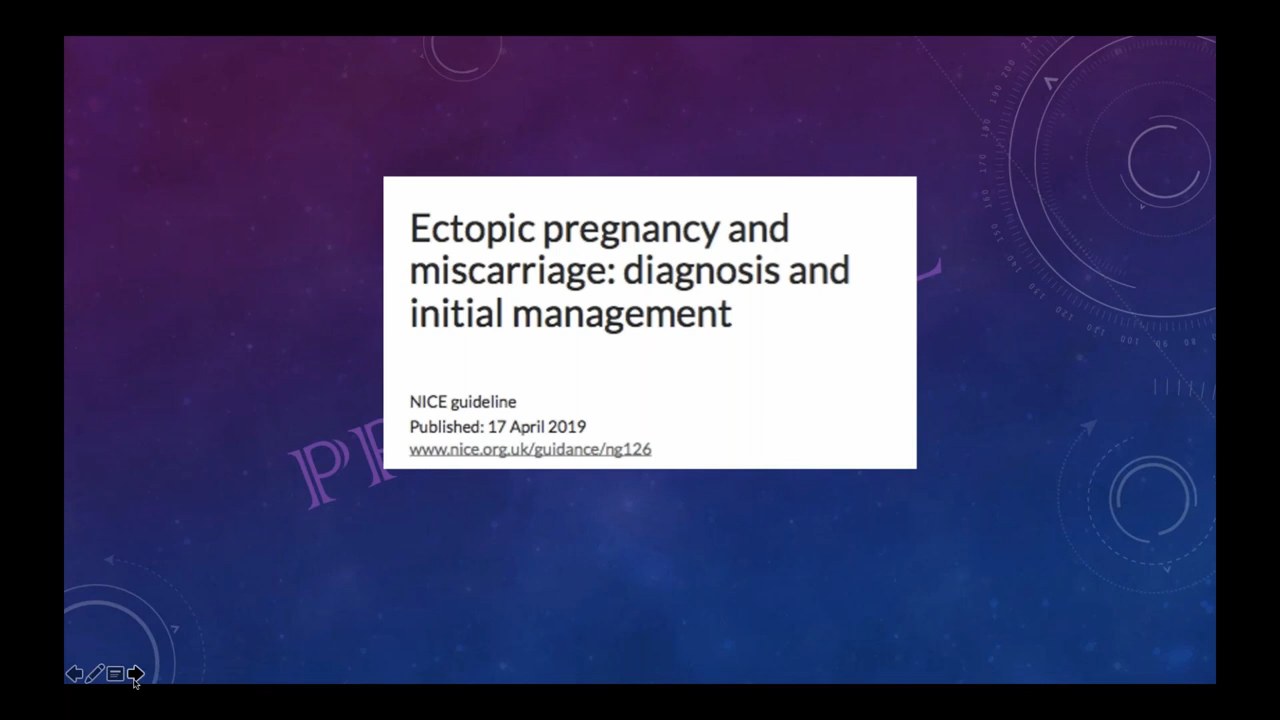 Ectopic pregnancy and
miscarriage: diagnosis and
initial management
NICE guideline
Published: 17 April 2019
www.nice.org.uk/guidance/ng126